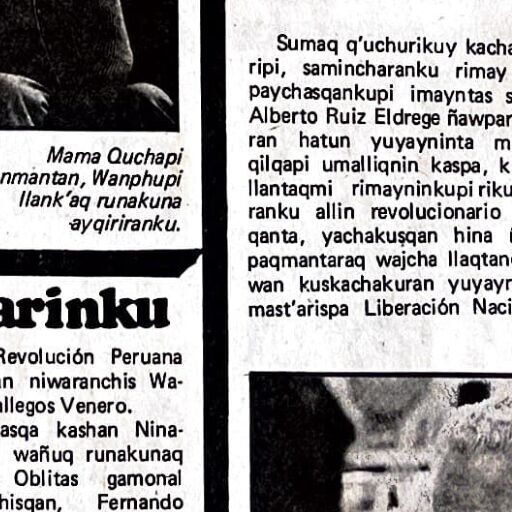 Mama Quchapi
nmantan, Wanphupi
llank'aq runakuna
ayqiriranku.
arinku
Revolución Peruana
an niwaranchis Wa-
allegos Venero.
asqa kashan Nina-
wañuq runakunaq
Oblitas gamonal
hisqan, Fernando
Sumaq q'uchurikuy kacha
ripi, samincharanku rimay
paychasqankupi imayntas s
Alberto Ruiz Eldrege ñawpar
ran hatun yuyayninta m
qilqapi umalliqnin kaspa, k
llantaqmi rimayninkupi riku
ranku allin revolucionario
qanta, yachakusqan hina
paqmantaraq wajcha llaqtan
wan kuskachakuran yuyayn
mast'arispa Liberación Naci